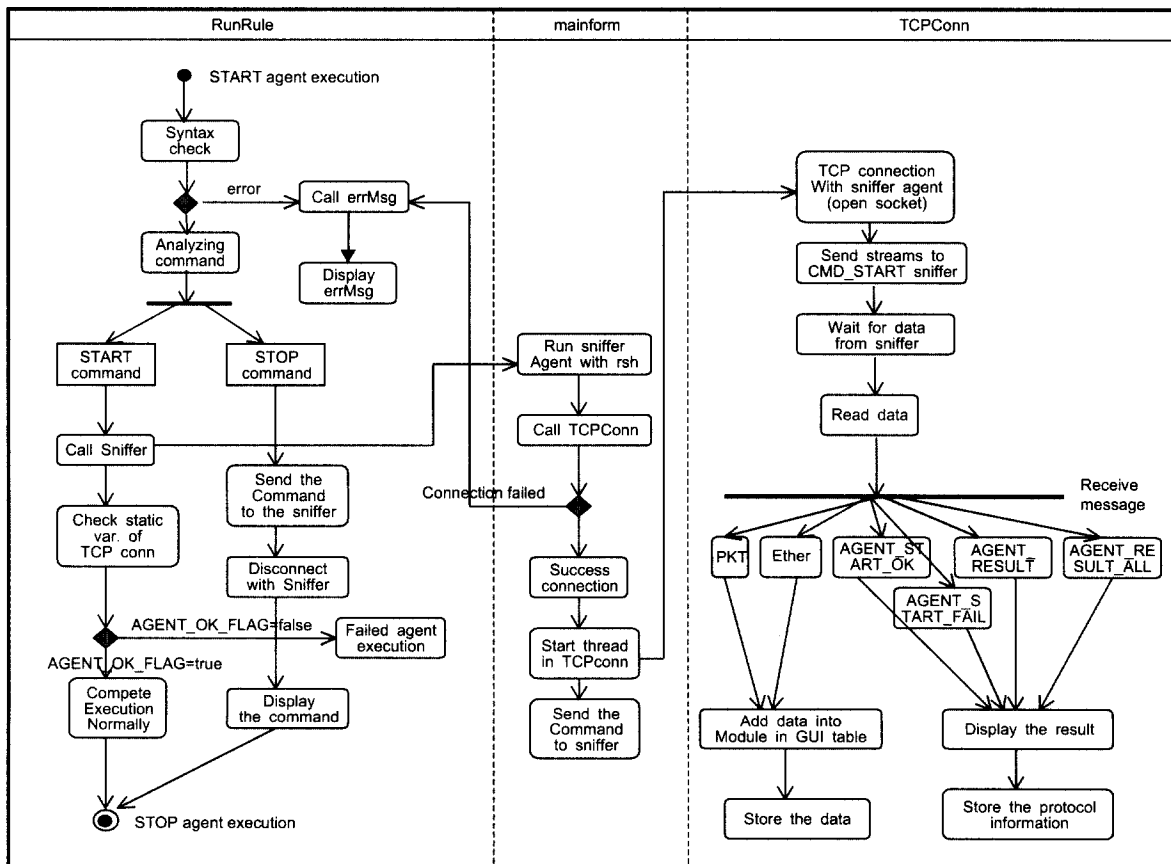 RunRule
mainform
TCPConn
START agent execution
Syntax
check
error
Call errMsg
Analyzing
command
Display
errMsg
START
command
STOP
command
Call Sniffer
Send the
Command
to the sniffer
Check static
var. of
TCP conn
Disconnect
with Sniffer
AGENT_OK_FLAG=false
Failed agent
execution
AGENT_OK_FLAG=true
Compete
Execution
Normally
Display
the command
STOP agent execution
Run sniffer
Agent with rsh
Call TCPConn
Connection failed
Success
connection
Start thread
in TCPconn
Send the
Command
to sniffer
TCP connection
With sniffer agent
(open socket)
Send streams to
CMD_START sniffer
Wait for data
from sniffer
Read data
Receive
message
PKT
Ether
AGENT_ST
ART_OK
AGENT_
RESULT
AGENT_RE
SULT_ALL
AGENT_S
TART_FAIL
Add data into
Module in GUI table
Display the result
Store the data
Store the protocol
information